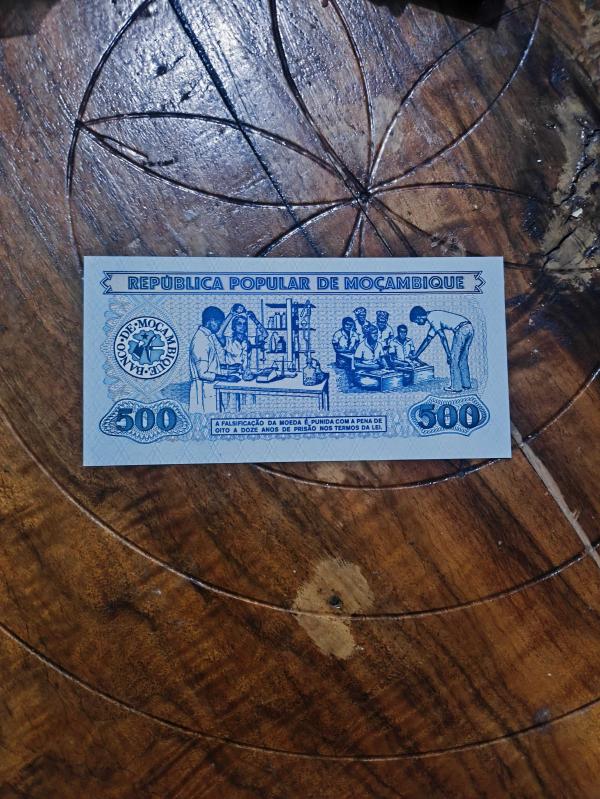 REPÚBLICA POPULAR DE MOÇAMBIQUE
BANCO·DE·MOÇAMBIQUE·
500
A FALSIFICAÇÃO DA MOEDA É PUNIDA COM A PENA DE
OITO A DOZE ANOS DE PRISÃO NOS TERMOS DA LEI.
500